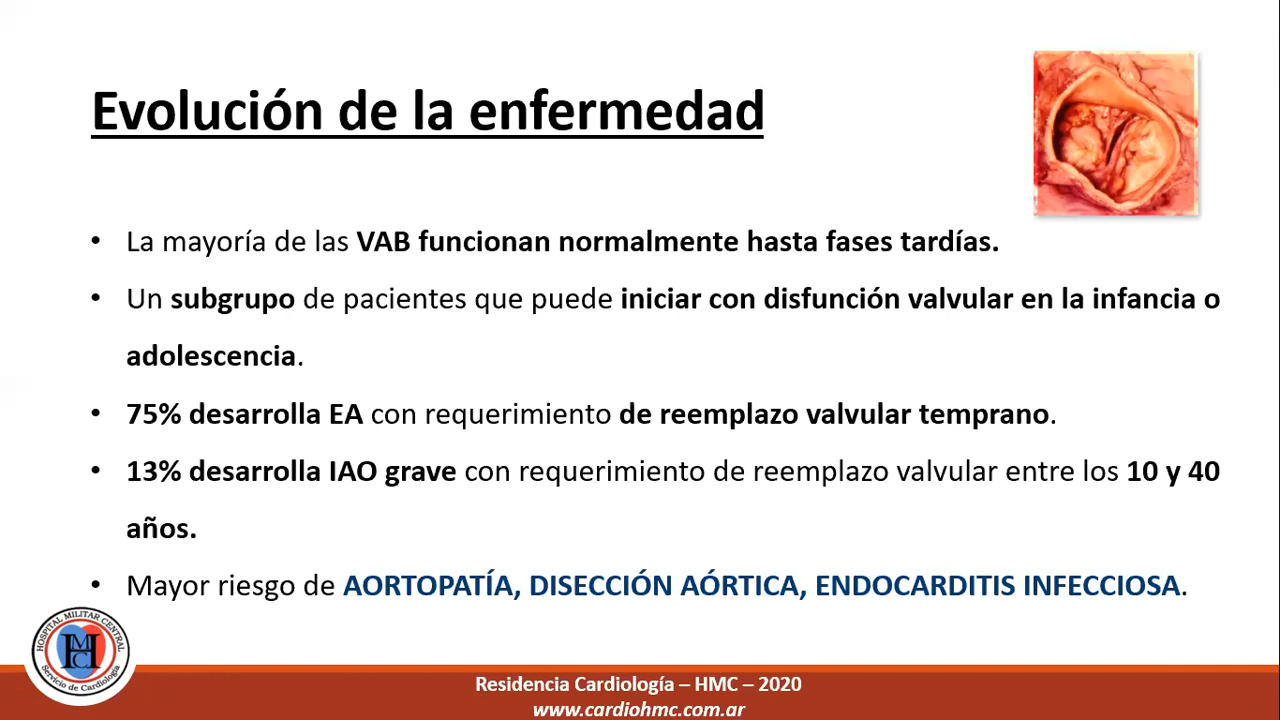 Evolución de la enfermedad
• La mayoría de las VAB funcionan normalmente hasta fases tardías.
• Un subgrupo de pacientes que puede iniciar con disfunción valvular en la infancia o
adolescencia.
• 75% desarrolla EA con requerimiento de reemplazo valvular temprano.
• 13% desarrolla IAO grave con requerimiento de reemplazo valvular entre los 10 y 40
años.
• Mayor riesgo de AORTOPATÍA, DISECCIÓN AÓRTICA, ENDOCARDITIS INFECCIOSA.
HOSPITAL MILITAR CENTRAL
HMC
Servicio de Cardiología
Residencia Cardiología – HMC – 2020
www.cardiohmc.com.ar